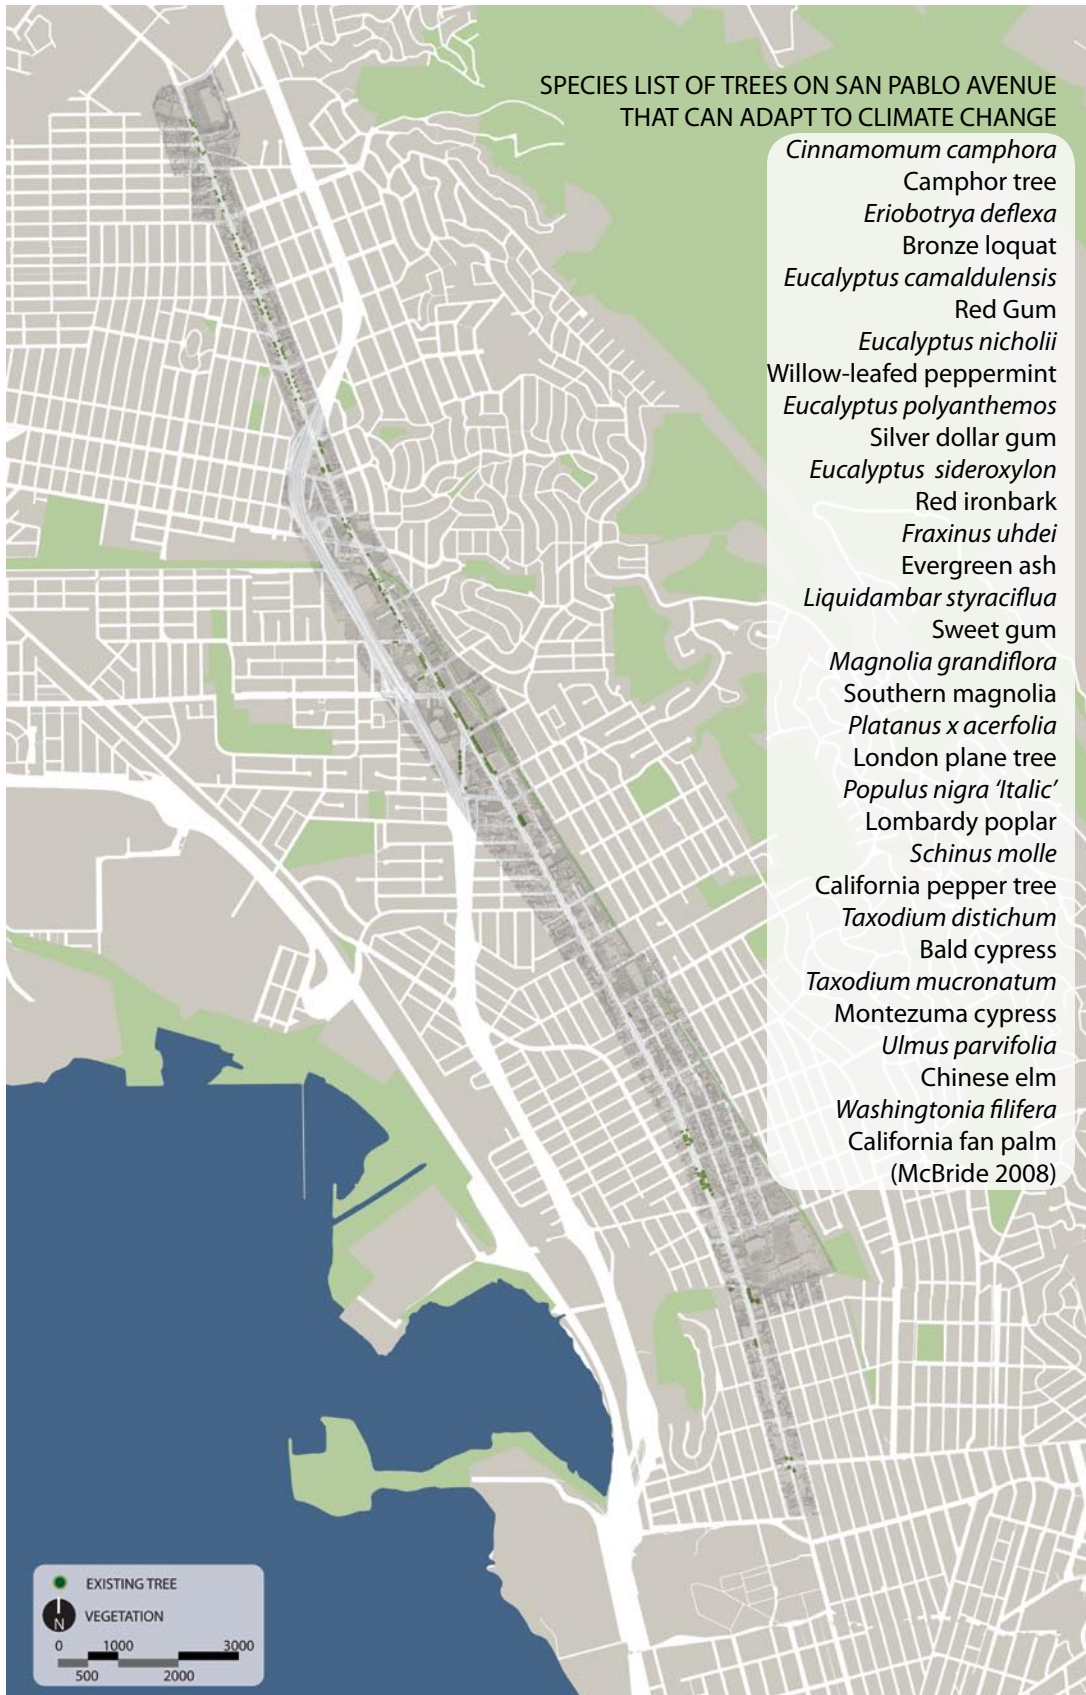 SPECIES LIST OF TREES ON SAN PABLO AVENUE
THAT CAN ADAPT TO CLIMATE CHANGE
Cinnamomum camphora
Camphor tree
Eriobotrya deflexa
Bronze loquat
Eucalyptus camaldulensis
Red Gum
Eucalyptus nicholii
Willow-leafed peppermint
Eucalyptus polyanthemos
Silver dollar gum
Eucalyptus sideroxylon
Red ironbark
Fraxinus uhdei
Evergreen ash
Liquidambar styraciflua
Sweet gum
Magnolia grandiflora
Southern magnolia
Platanus x acerfolia
London plane tree
Populus nigra ‘Italic’
Lombardy poplar
Schinus molle
California pepper tree
Taxodium distichum
Bald cypress
Taxodium mucronatum
Montezuma cypress
Ulmus parvifolia
Chinese elm
Washingtonia filifera
California fan palm
(McBride 2008)
EXISTING TREE
N VEGETATION
0 1000 3000
500 2000